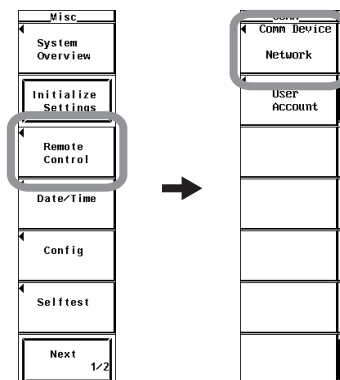 Misc
System
Overview
Initialize
Settings
Remote
Control
Date/Time
Config
Selftest
Next
1/2
Comm
Comm Device
Network
User
Account